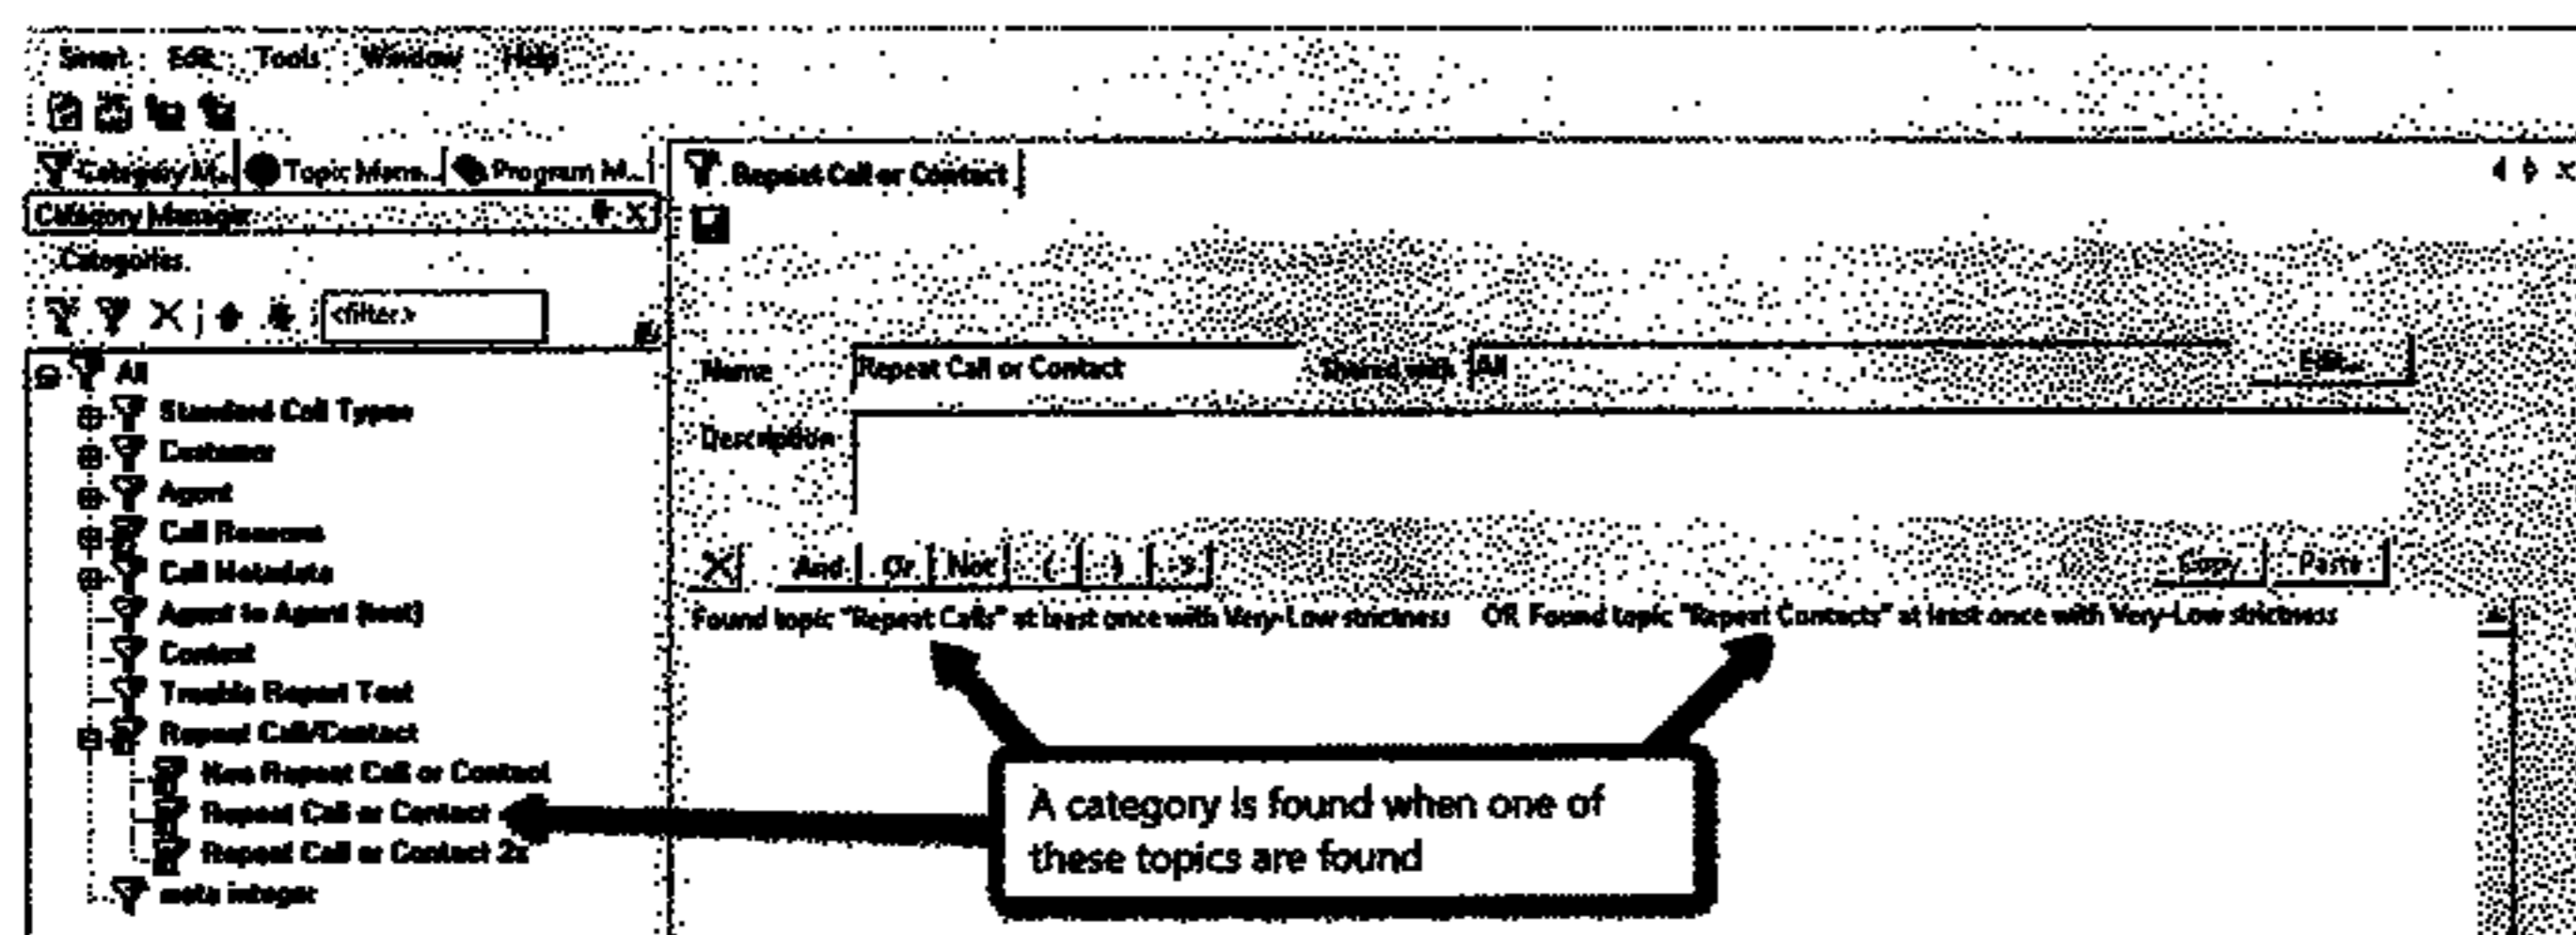 Smart Edit Tools Window Help
Category M... Topic Mana... Program M...
Repeat Call or Contact
Category Manager
Categories
<filter>
Name Repeat Call or Contact Shared with All Edit...
Description
All
Standard Call Types
Customer
Agent
Call Reasons
Call Metadata
Agent to Agent (test)
Context
Trouble Report Test
Repeat Call/Contact
Non Repeat Call or Contact
Repeat Call or Contact
Repeat Call or Contact 2x
meta integer
And Or Not ( ) > Copy Paste
Found topic "Repeat Calls" at least once with Very-Low strictness OR Found topic "Repeat Contacts" at least once with Very-Low strictness
A category is found when one of
these topics are found